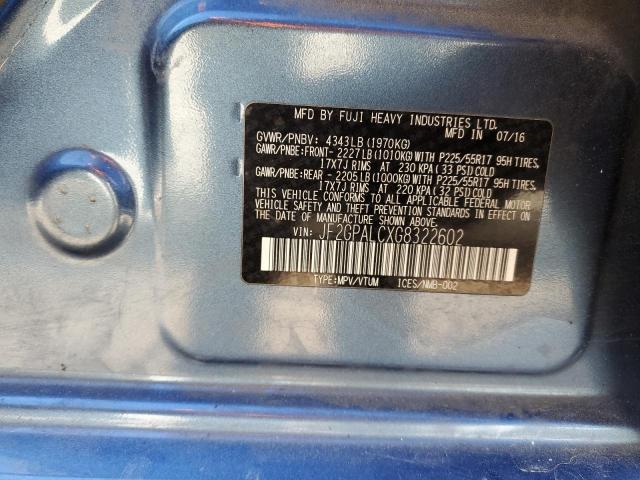 MFD BY FUJI HEAVY INDUSTRIES LTD.
MFD IN 07/16
GVWR/PNBV: 4343LB (1970KG)
GAWR/PNBE:FRONT- 2227LB (1010KG) WITH P225/55R17 95H TIRES,
17X7J RIMS AT 230 KPA (33 PSI) COLD
GAWR/PNBE:REAR - 2205LB (1000KG) WITH P225/55R17 95H TIRES,
17X7J RIMS AT 220 KPA (32 PSI) COLD
THIS VEHICLE CONFORMS TO ALL APPLICABLE FEDERAL MOTOR
VEHICLE SAFETY, BUMPER, AND THEFT PREVENTION STANDARDS
IN EFFECT ON THE DATE OF MANUFACTURE SHOWN ABOVE.
VIN: JF2GPALCXG8322602
TYPE:MPV/VTUM ICES/NMB-002